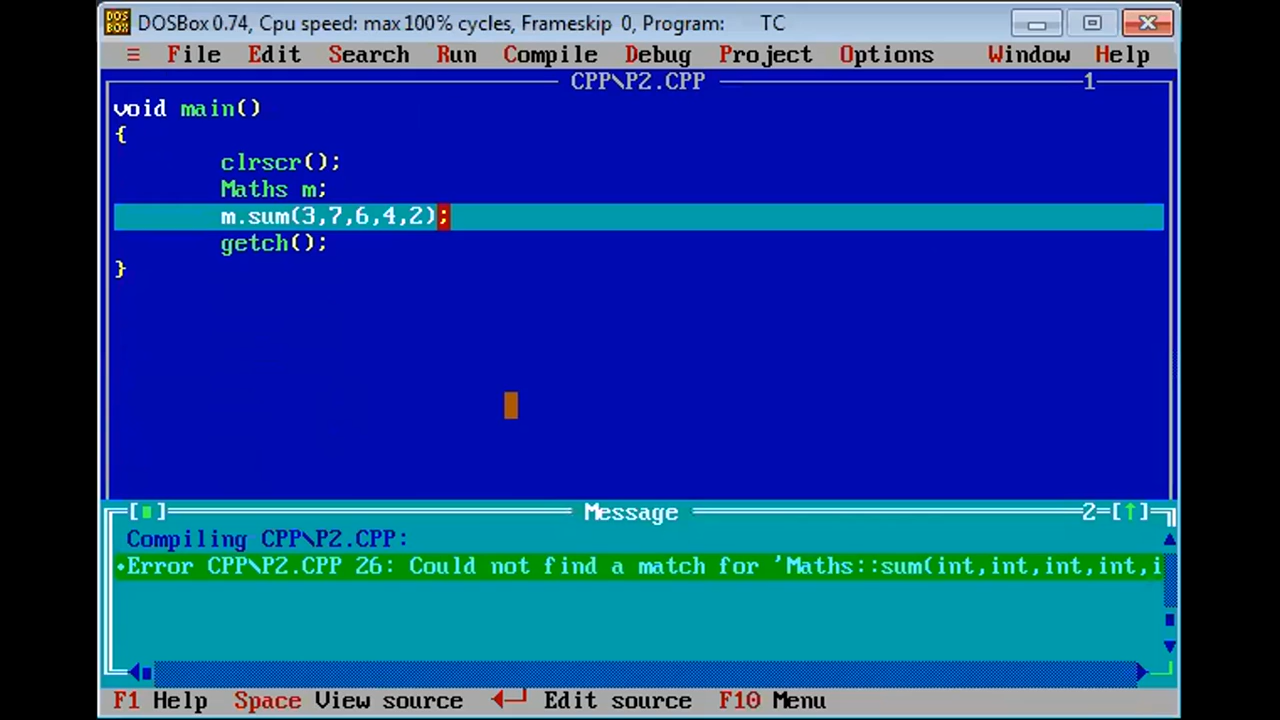 DOS BOX DOSBox 0.74, Cpu speed: max 100% cycles, Frameskip 0, Program: TC
≡ File Edit Search Run Compile Debug Project Options Window Help
CPP\P2.CPP 1
void main()
{
clrscr();
Maths m;
m.sum(3,7,6,4,2);
getch();
}
[■] Message 2=[↑]
Compiling CPP\P2.CPP:
•Error CPP\P2.CPP 26: Could not find a match for 'Maths::sum(int,int,int,int,i
F1 Help Space View source ←┘ Edit source F10 Menu